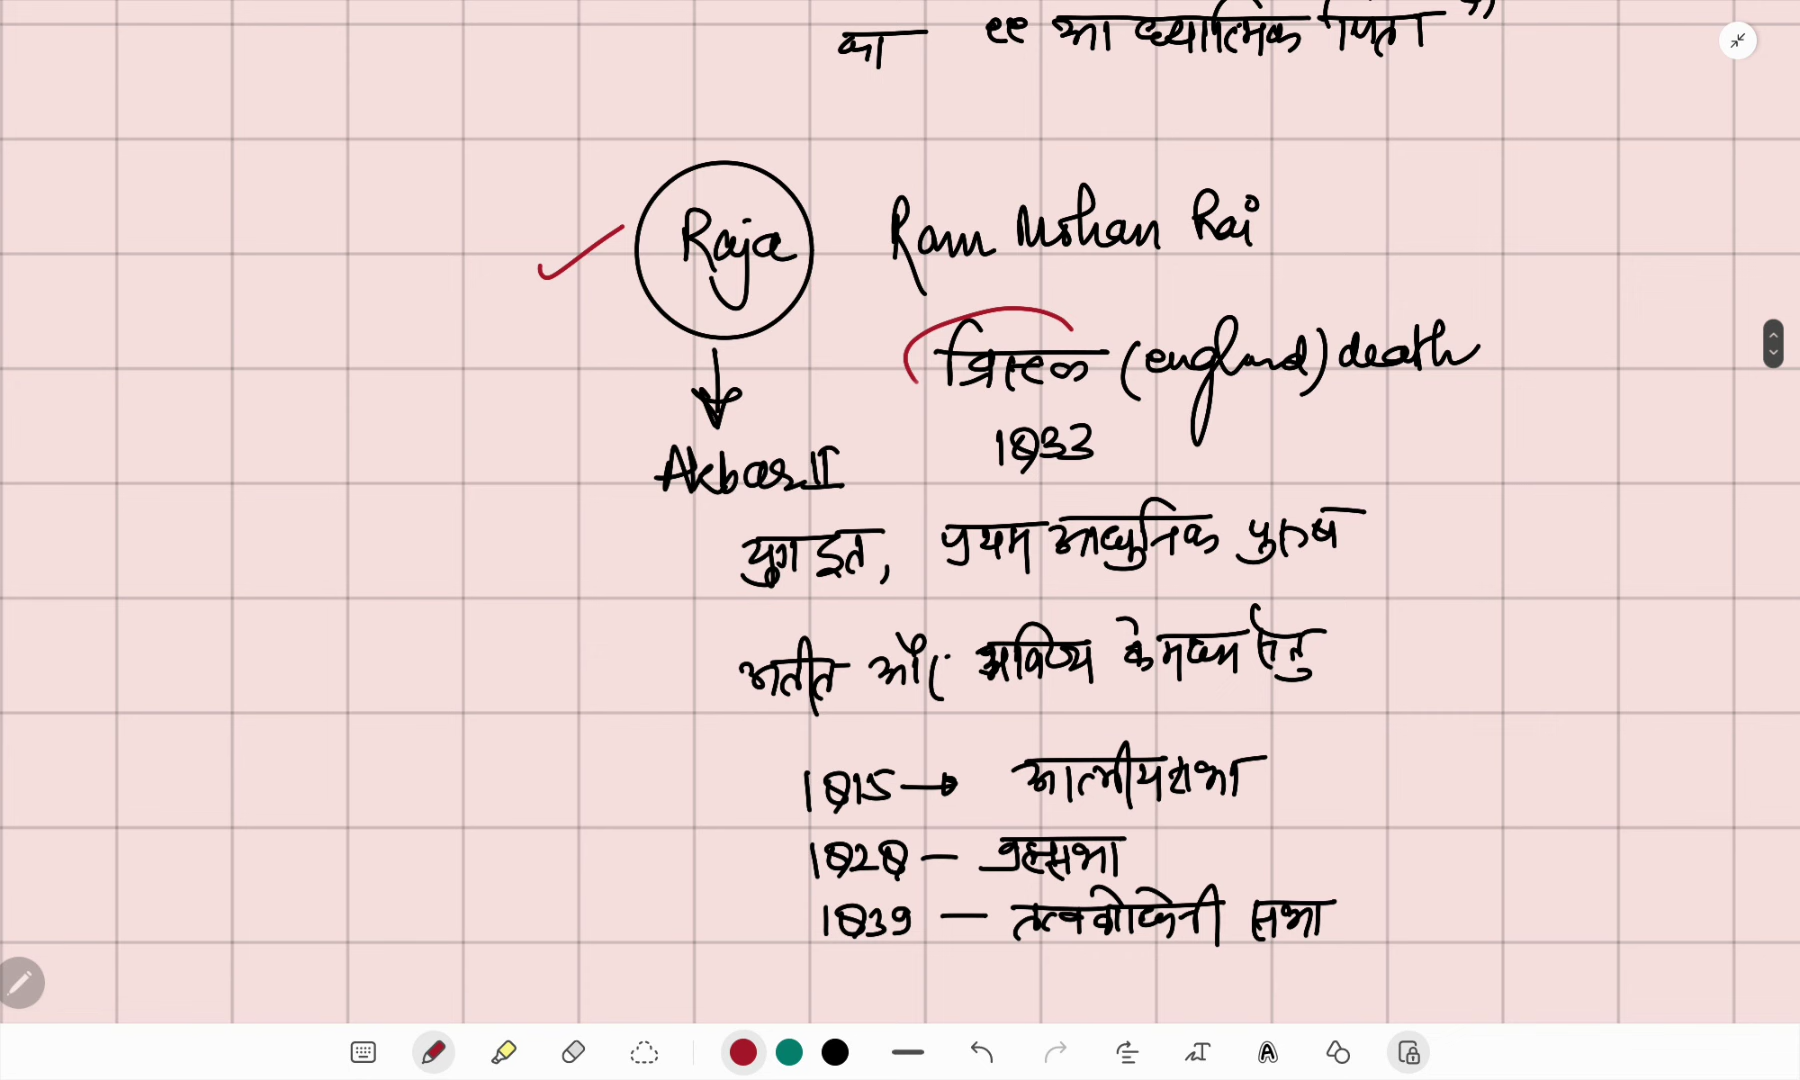 का "आध्यात्मिक पिता"
Raja Ram Mohan Rai
ब्रिस्टल (england) death
1833
Akbar II
युग दूत, प्रथम आधुनिक पुरुष
अतीत और भविष्य के मध्य सेतु
1815 → आत्मीय सभा
1828 — ब्रह्मसभा
1839 — तत्वबोधिनी सभा